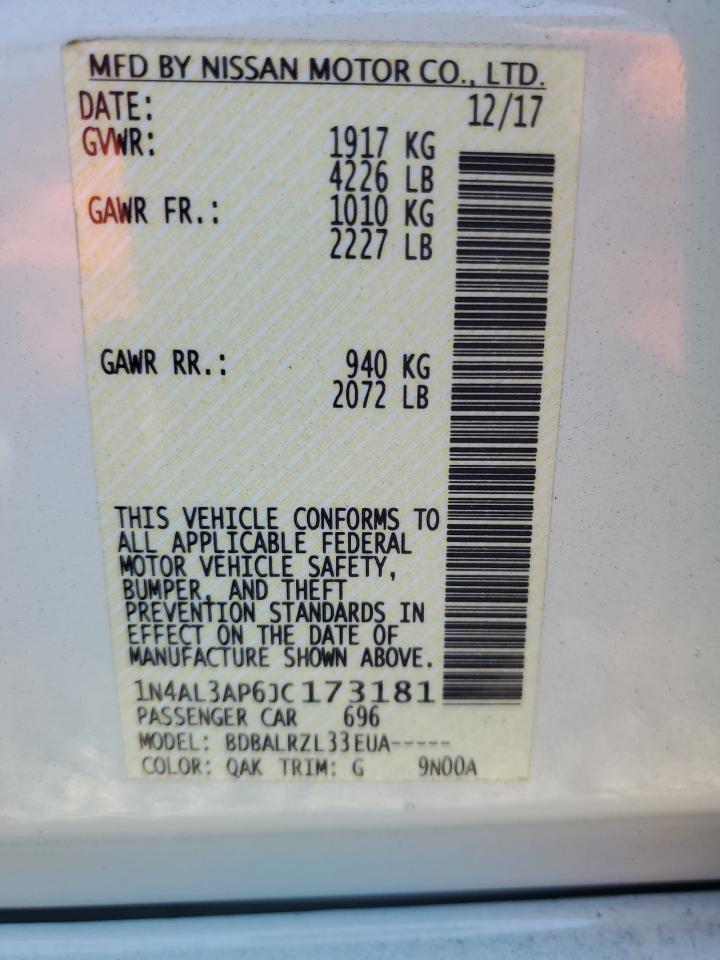 MFD BY NISSAN MOTOR CO., LTD.
DATE: 12/17
GVWR: 1917 KG
4226 LB
GAWR FR.: 1010 KG
2227 LB
GAWR RR.: 940 KG
2072 LB
THIS VEHICLE CONFORMS TO
ALL APPLICABLE FEDERAL
MOTOR VEHICLE SAFETY,
BUMPER, AND THEFT
PREVENTION STANDARDS IN
EFFECT ON THE DATE OF
MANUFACTURE SHOWN ABOVE.
1N4AL3AP6JC173181
PASSENGER CAR 696
MODEL: BDBALRZL33EUA-----
COLOR: QAK TRIM: G 9N00A